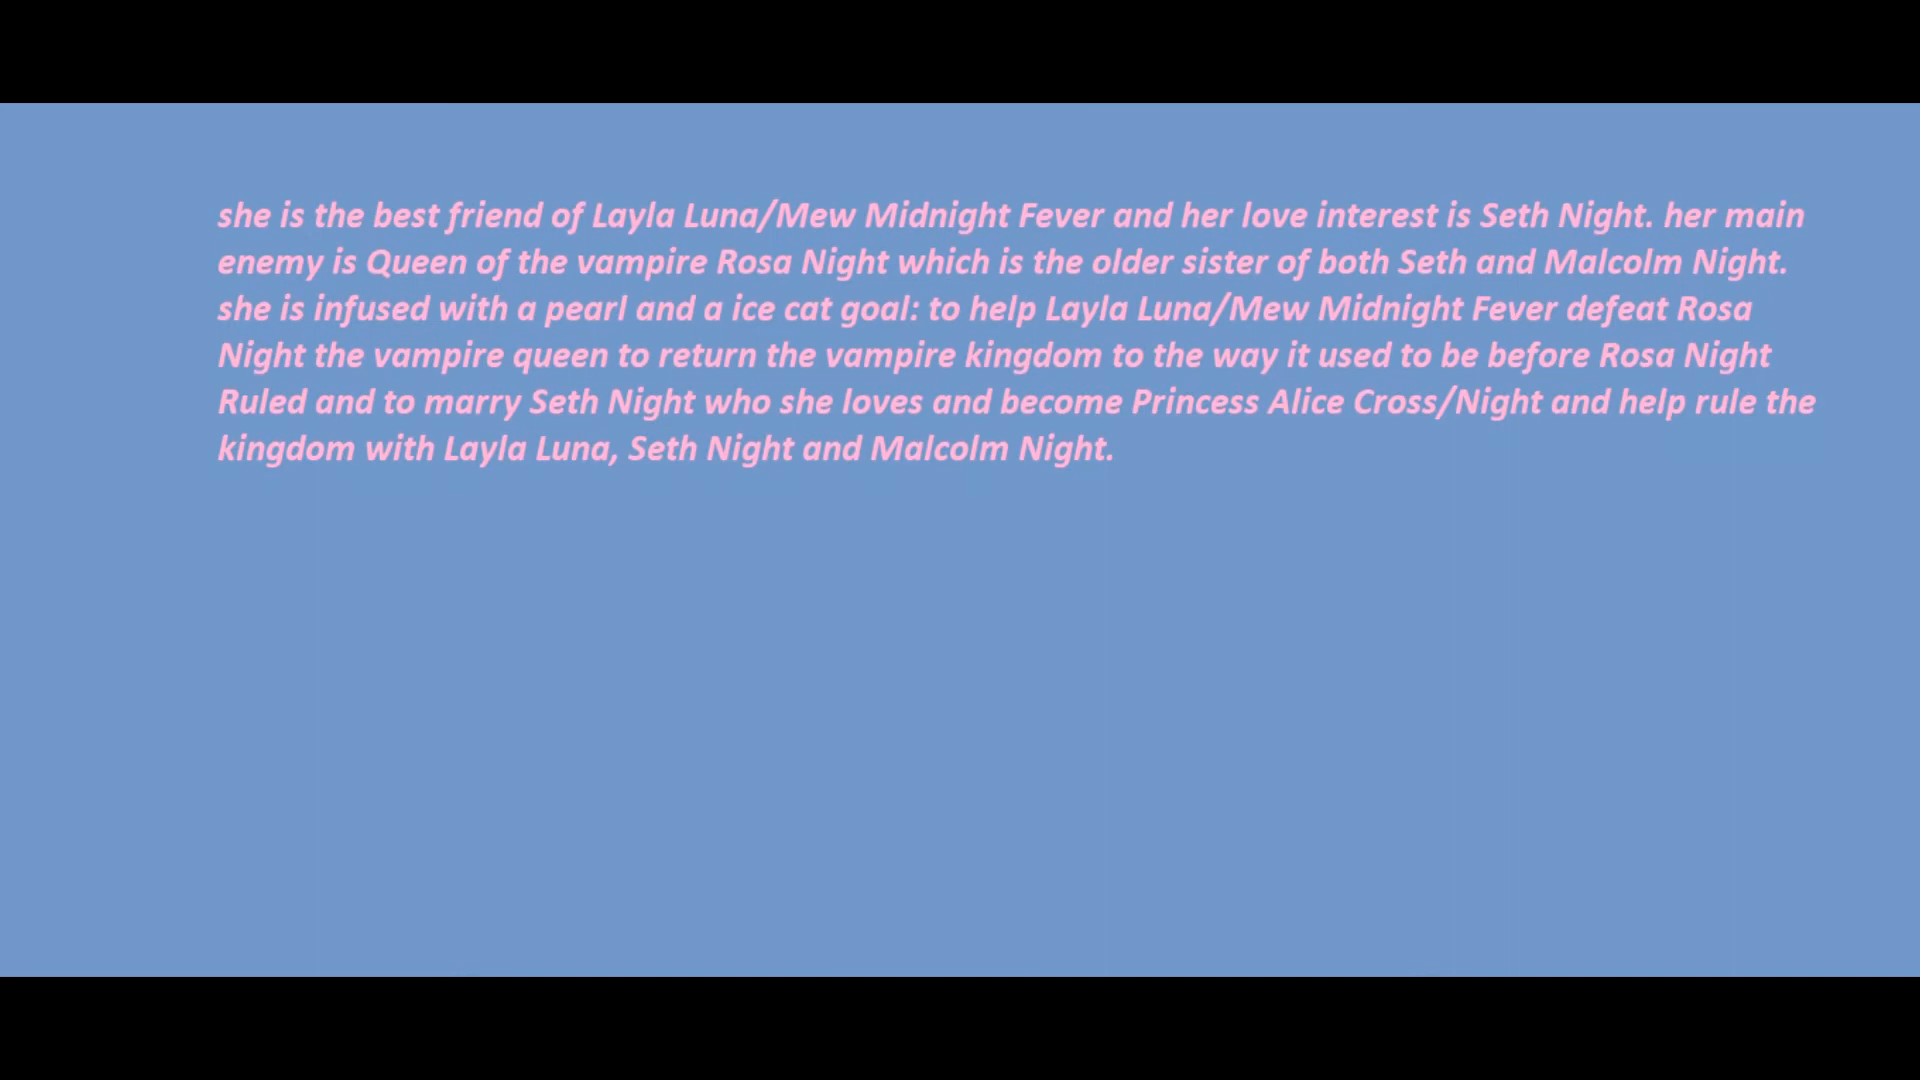 she is the best friend of Layla Luna/Mew Midnight Fever and her love interest is Seth Night. her main
enemy is Queen of the vampire Rosa Night which is the older sister of both Seth and Malcolm Night.
she is infused with a pearl and a ice cat goal: to help Layla Luna/Mew Midnight Fever defeat Rosa
Night the vampire queen to return the vampire kingdom to the way it used to be before Rosa Night
Ruled and to marry Seth Night who she loves and become Princess Alice Cross/Night and help rule the
kingdom with Layla Luna, Seth Night and Malcolm Night.